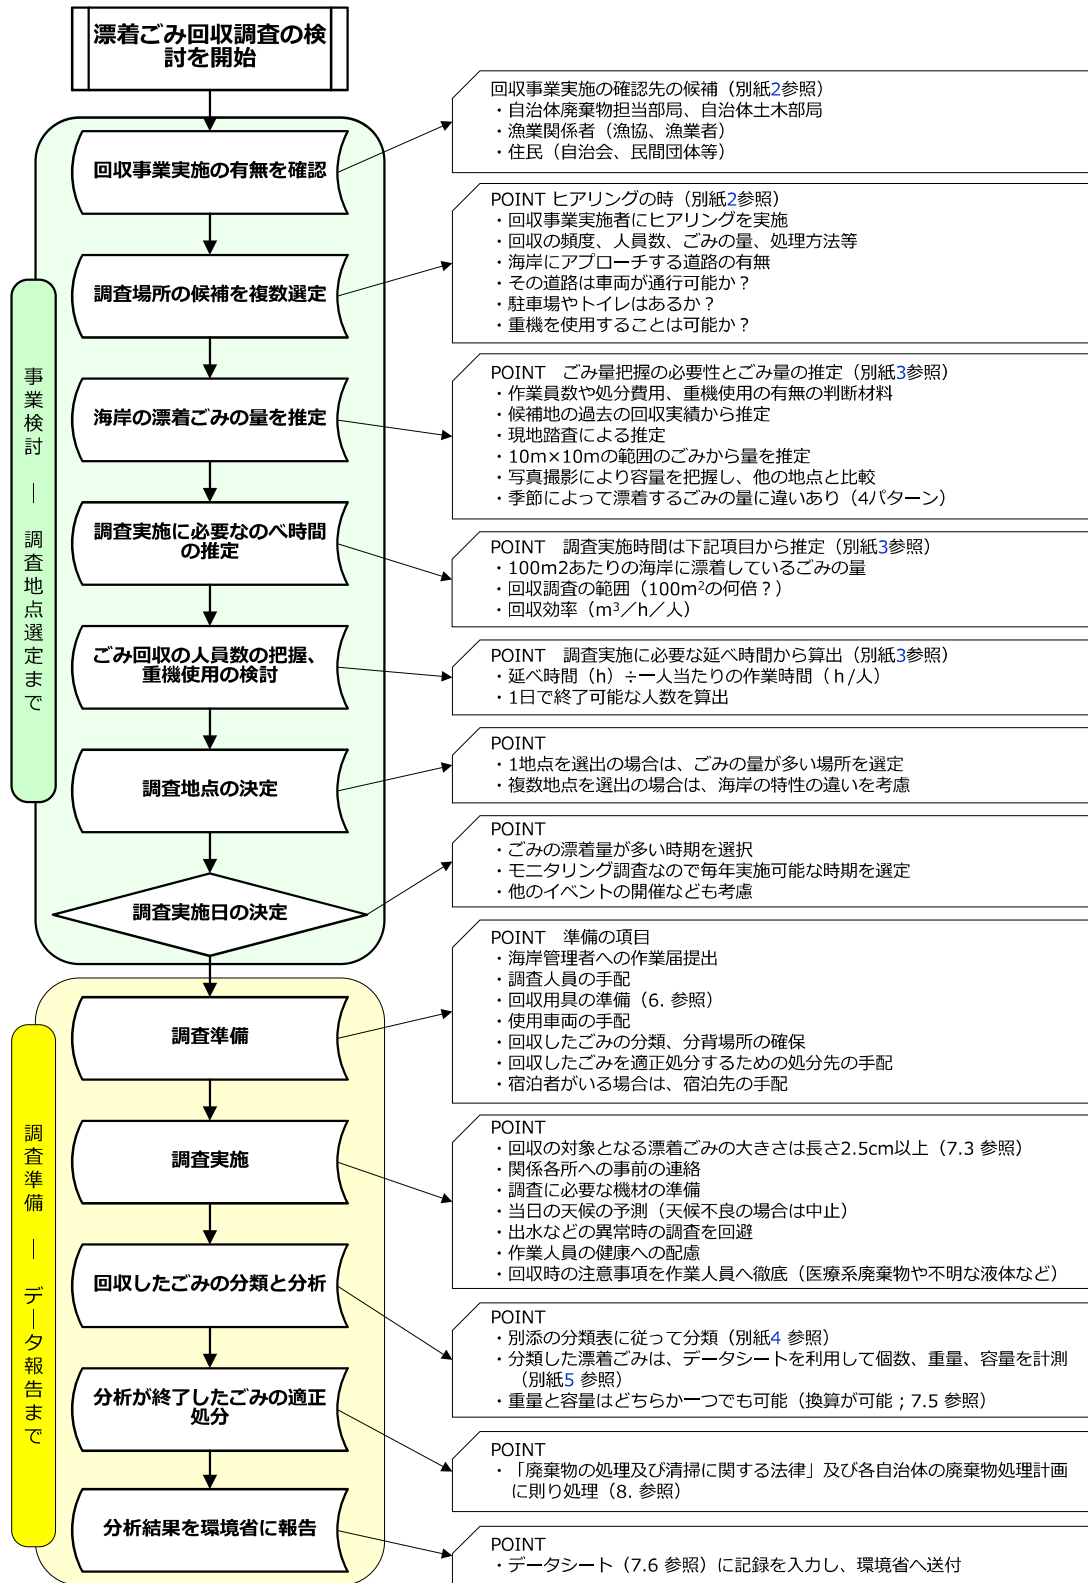 漂着ごみ回収調査の検
討を開始
回収事業実施の有無を確認
回収事業実施の確認先の候補（別紙2参照）
・自治体廃棄物担当部局、自治体土木部局
・漁業関係者（漁協、漁業者）
・住民（自治会、民間団体等）
調査場所の候補を複数選定
POINT ヒアリングの時（別紙2参照）
・回収事業実施者にヒアリングを実施
・回収の頻度、人員数、ごみの量、処理方法等
・海岸にアプローチする道路の有無
・その道路は車両が通行可能か？
・駐車場やトイレはあるか？
・重機を使用することは可能か？
事業検討 ｜ 調査地点選定まで
海岸の漂着ごみの量を推定
POINT　ごみ量把握の必要性とごみ量の推定（別紙3参照）
・作業員数や処分費用、重機使用の有無の判断材料
・候補地の過去の回収実績から推定
・現地踏査による推定
・10m×10mの範囲のごみから量を推定
・写真撮影により容量を把握し、他の地点と比較
・季節によって漂着するごみの量に違いあり（4パターン）
調査実施に必要なのべ時間
の推定
POINT　調査実施時間は下記項目から推定（別紙3参照）
・100m2あたりの海岸に漂着しているごみの量
・回収調査の範囲（100m²の何倍？）
・回収効率（m³／h／人）
ごみ回収の人員数の把握、
重機使用の検討
POINT　調査実施に必要な延べ時間から算出（別紙3参照）
・延べ時間（h）÷一人当たりの作業時間（ｈ/人）
・1日で終了可能な人数を算出
調査地点の決定
POINT
・1地点を選出の場合は、ごみの量が多い場所を選定
・複数地点を選出の場合は、海岸の特性の違いを考慮
調査実施日の決定
POINT
・ごみの漂着量が多い時期を選択
・モニタリング調査なので毎年実施可能な時期を選定
・他のイベントの開催なども考慮
調査準備
POINT　準備の項目
・海岸管理者への作業届提出
・調査人員の手配
・回収用具の準備（6. 参照）
・使用車両の手配
・回収したごみの分類、分背場所の確保
・回収したごみを適正処分するための処分先の手配
・宿泊者がいる場合は、宿泊先の手配
調査準備 ｜ データ報告まで
調査実施
POINT
・回収の対象となる漂着ごみの大きさは長さ2.5cm以上（7.3 参照）
・関係各所への事前の連絡
・調査に必要な機材の準備
・当日の天候の予測（天候不良の場合は中止）
・出水などの異常時の調査を回避
・作業人員の健康への配慮
・回収時の注意事項を作業人員へ徹底（医療系廃棄物や不明な液体など）
回収したごみの分類と分析
POINT
・別添の分類表に従って分類（別紙4 参照）
・分類した漂着ごみは、データシートを利用して個数、重量、容量を計測
（別紙5 参照）
・重量と容量はどちらか一つでも可能（換算が可能；7.5 参照）
分析が終了したごみの適正
処分
POINT
・「廃棄物の処理及び清掃に関する法律」及び各自治体の廃棄物処理計画
に則り処理（8. 参照）
分析結果を環境省に報告
POINT
・データシート（7.6 参照）に記録を入力し、環境省へ送付